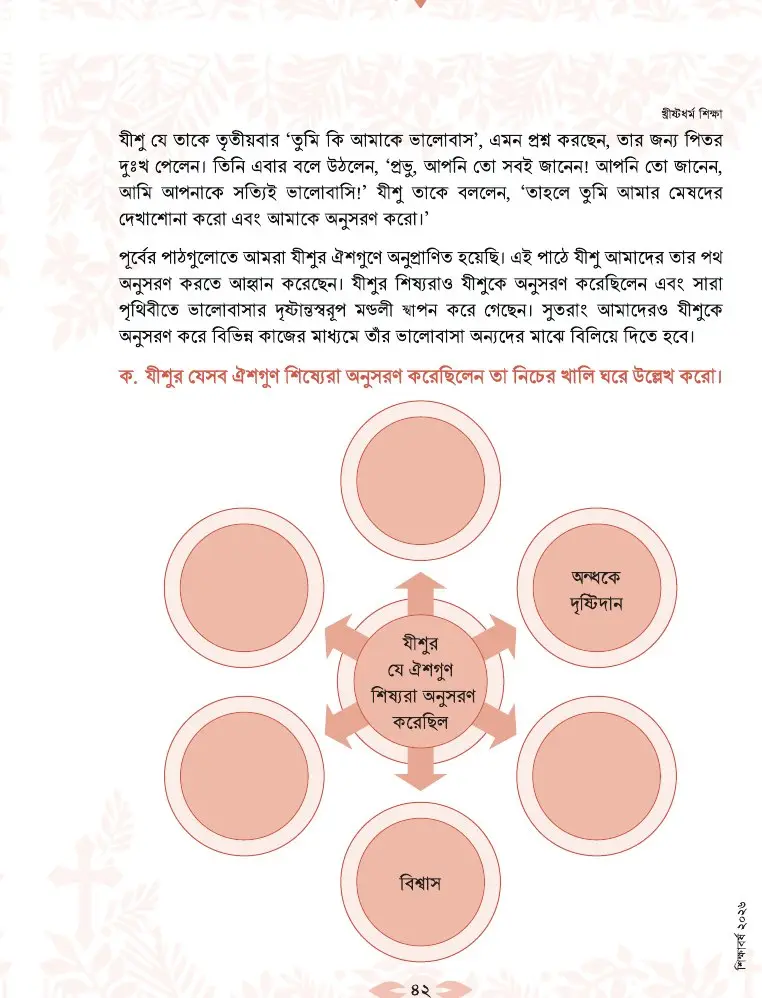 খ্রীষ্টধর্ম শিক্ষা
যীশু যে তাকে তৃতীয়বার ‘তুমি কি আমাকে ভালোবাস’, এমন প্রশ্ন করছেন, তার জন্য পিতর
দুঃখ পেলেন। তিনি এবার বলে উঠলেন, ‘প্রভু, আপনি তো সবই জানেন! আপনি তো জানেন,
আমি আপনাকে সত্যিই ভালোবাসি!’ যীশু তাকে বললেন, ‘তাহলে তুমি আমার মেষদের
দেখাশোনা করো এবং আমাকে অনুসরণ করো।’
পূর্বের পাঠগুলোতে আমরা যীশুর ঐশগুণে অনুপ্রাণিত হয়েছি। এই পাঠে যীশু আমাদের তার পথ
অনুসরণ করতে আহ্বান করেছেন। যীশুর শিষ্যরাও যীশুকে অনুসরণ করেছিলেন এবং সারা
পৃথিবীতে ভালোবাসার দৃষ্টান্তস্বরূপ মণ্ডলী স্থাপন করে গেছেন। সুতরাং আমাদেরও যীশুকে
অনুসরণ করে বিভিন্ন কাজের মাধ্যমে তাঁর ভালোবাসা অন্যদের মাঝে বিলিয়ে দিতে হবে।
ক. যীশুর যেসব ঐশগুণ শিষ্যেরা অনুসরণ করেছিলেন তা নিচের খালি ঘরে উল্লেখ করো।
অন্ধকে
দৃষ্টিদান
যীশুর
যে ঐশগুণ
শিষ্যরা অনুসরণ
করেছিল
বিশ্বাস
শিক্ষাবর্ষ ২০২৬
৪২